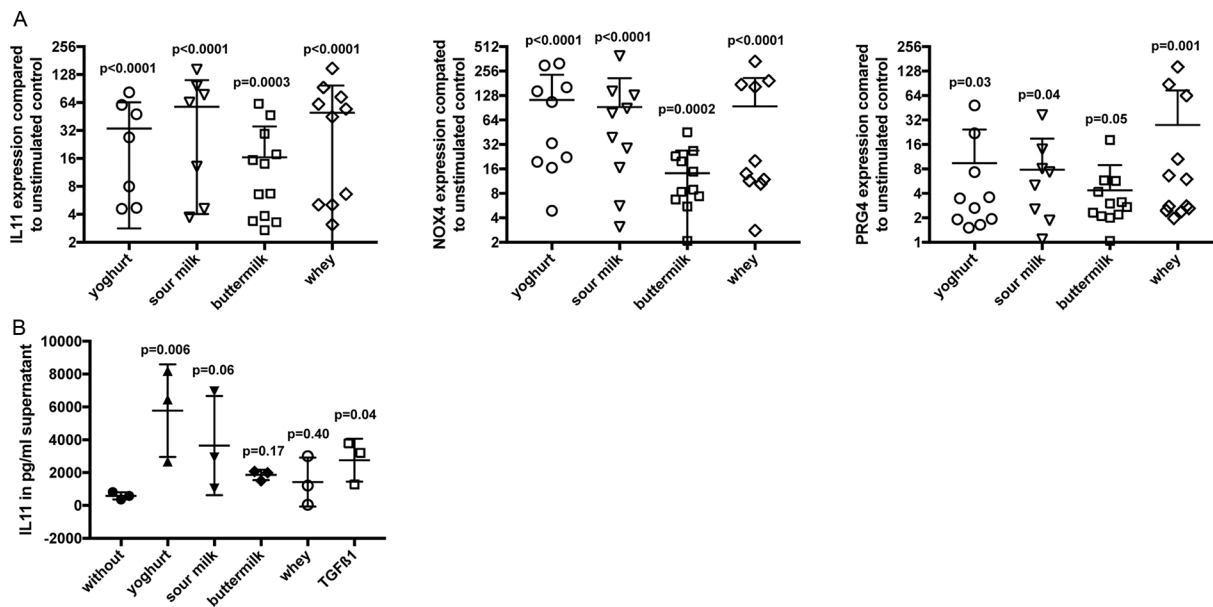 A
IL11 expression compared
to unstimulated control
256
128
64
32
16
8
4
2
p<0.0001
p<0.0001
p=0.0003
p<0.0001
yoghurt
sour milk
buttermilk
whey
NOX4 expression compated
to unstimulated control
512
256
128
64
32
16
8
4
2
p<0.0001
p<0.0001
p=0.0002
p<0.0001
yoghurt
sour milk
buttermilk
whey
PRG4 expression comared
to unstimulated control
256
128
64
32
16
8
4
2
1
p=0.03
p=0.04
p=0.05
p=0.001
yoghurt
sour milk
buttermilk
whey
B
IL11 in pg/ml supernatant
10000
8000
6000
4000
2000
0
-2000
p=0.006
p=0.06
p=0.17
p=0.40
p=0.04
without
yoghurt
sour milk
buttermilk
whey
TGFß1